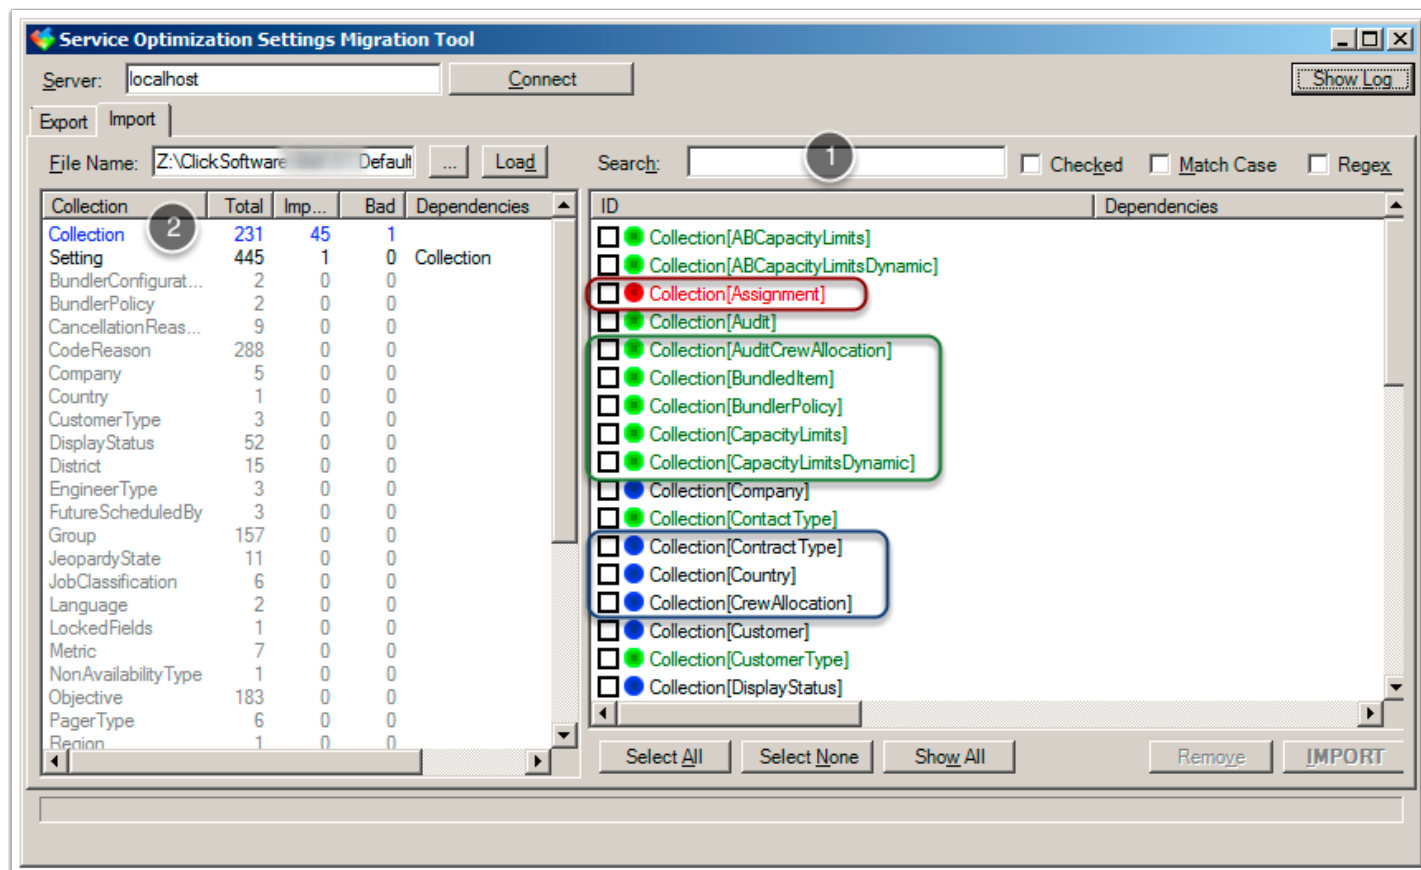 Service Optimization Settings Migration Tool
Server: localhost Connect Show Log
Export Import
File Name: Z:\ClickSoftware Default ... Load Search: 1 Checked Match Case Regex
Collection 2 Total Imp... Bad Dependencies ID Dependencies
Collection 231 45 1
Setting 445 1 0 Collection
BundlerConfigurat... 2 0 0
BundlerPolicy 2 0 0
CancellationReas... 9 0 0
CodeReason 288 0 0
Company 5 0 0
Country 1 0 0
CustomerType 3 0 0
DisplayStatus 52 0 0
District 15 0 0
EngineerType 3 0 0
FutureScheduledBy 3 0 0
Group 157 0 0
JeopardyState 11 0 0
JobClassification 6 0 0
Language 2 0 0
LockedFields 1 0 0
Metric 7 0 0
NonAvailabilityType 1 0 0
Objective 183 0 0
PagerType 6 0 0
Region 1 0 0
Collection[ABCapacityLimits]
Collection[ABCapacityLimitsDynamic]
Collection[Assignment]
Collection[Audit]
Collection[AuditCrewAllocation]
Collection[BundledItem]
Collection[BundlerPolicy]
Collection[CapacityLimits]
Collection[CapacityLimitsDynamic]
Collection[Company]
Collection[ContactType]
Collection[ContractType]
Collection[Country]
Collection[CrewAllocation]
Collection[Customer]
Collection[CustomerType]
Collection[DisplayStatus]
Select All Select None Show All Remove IMPORT